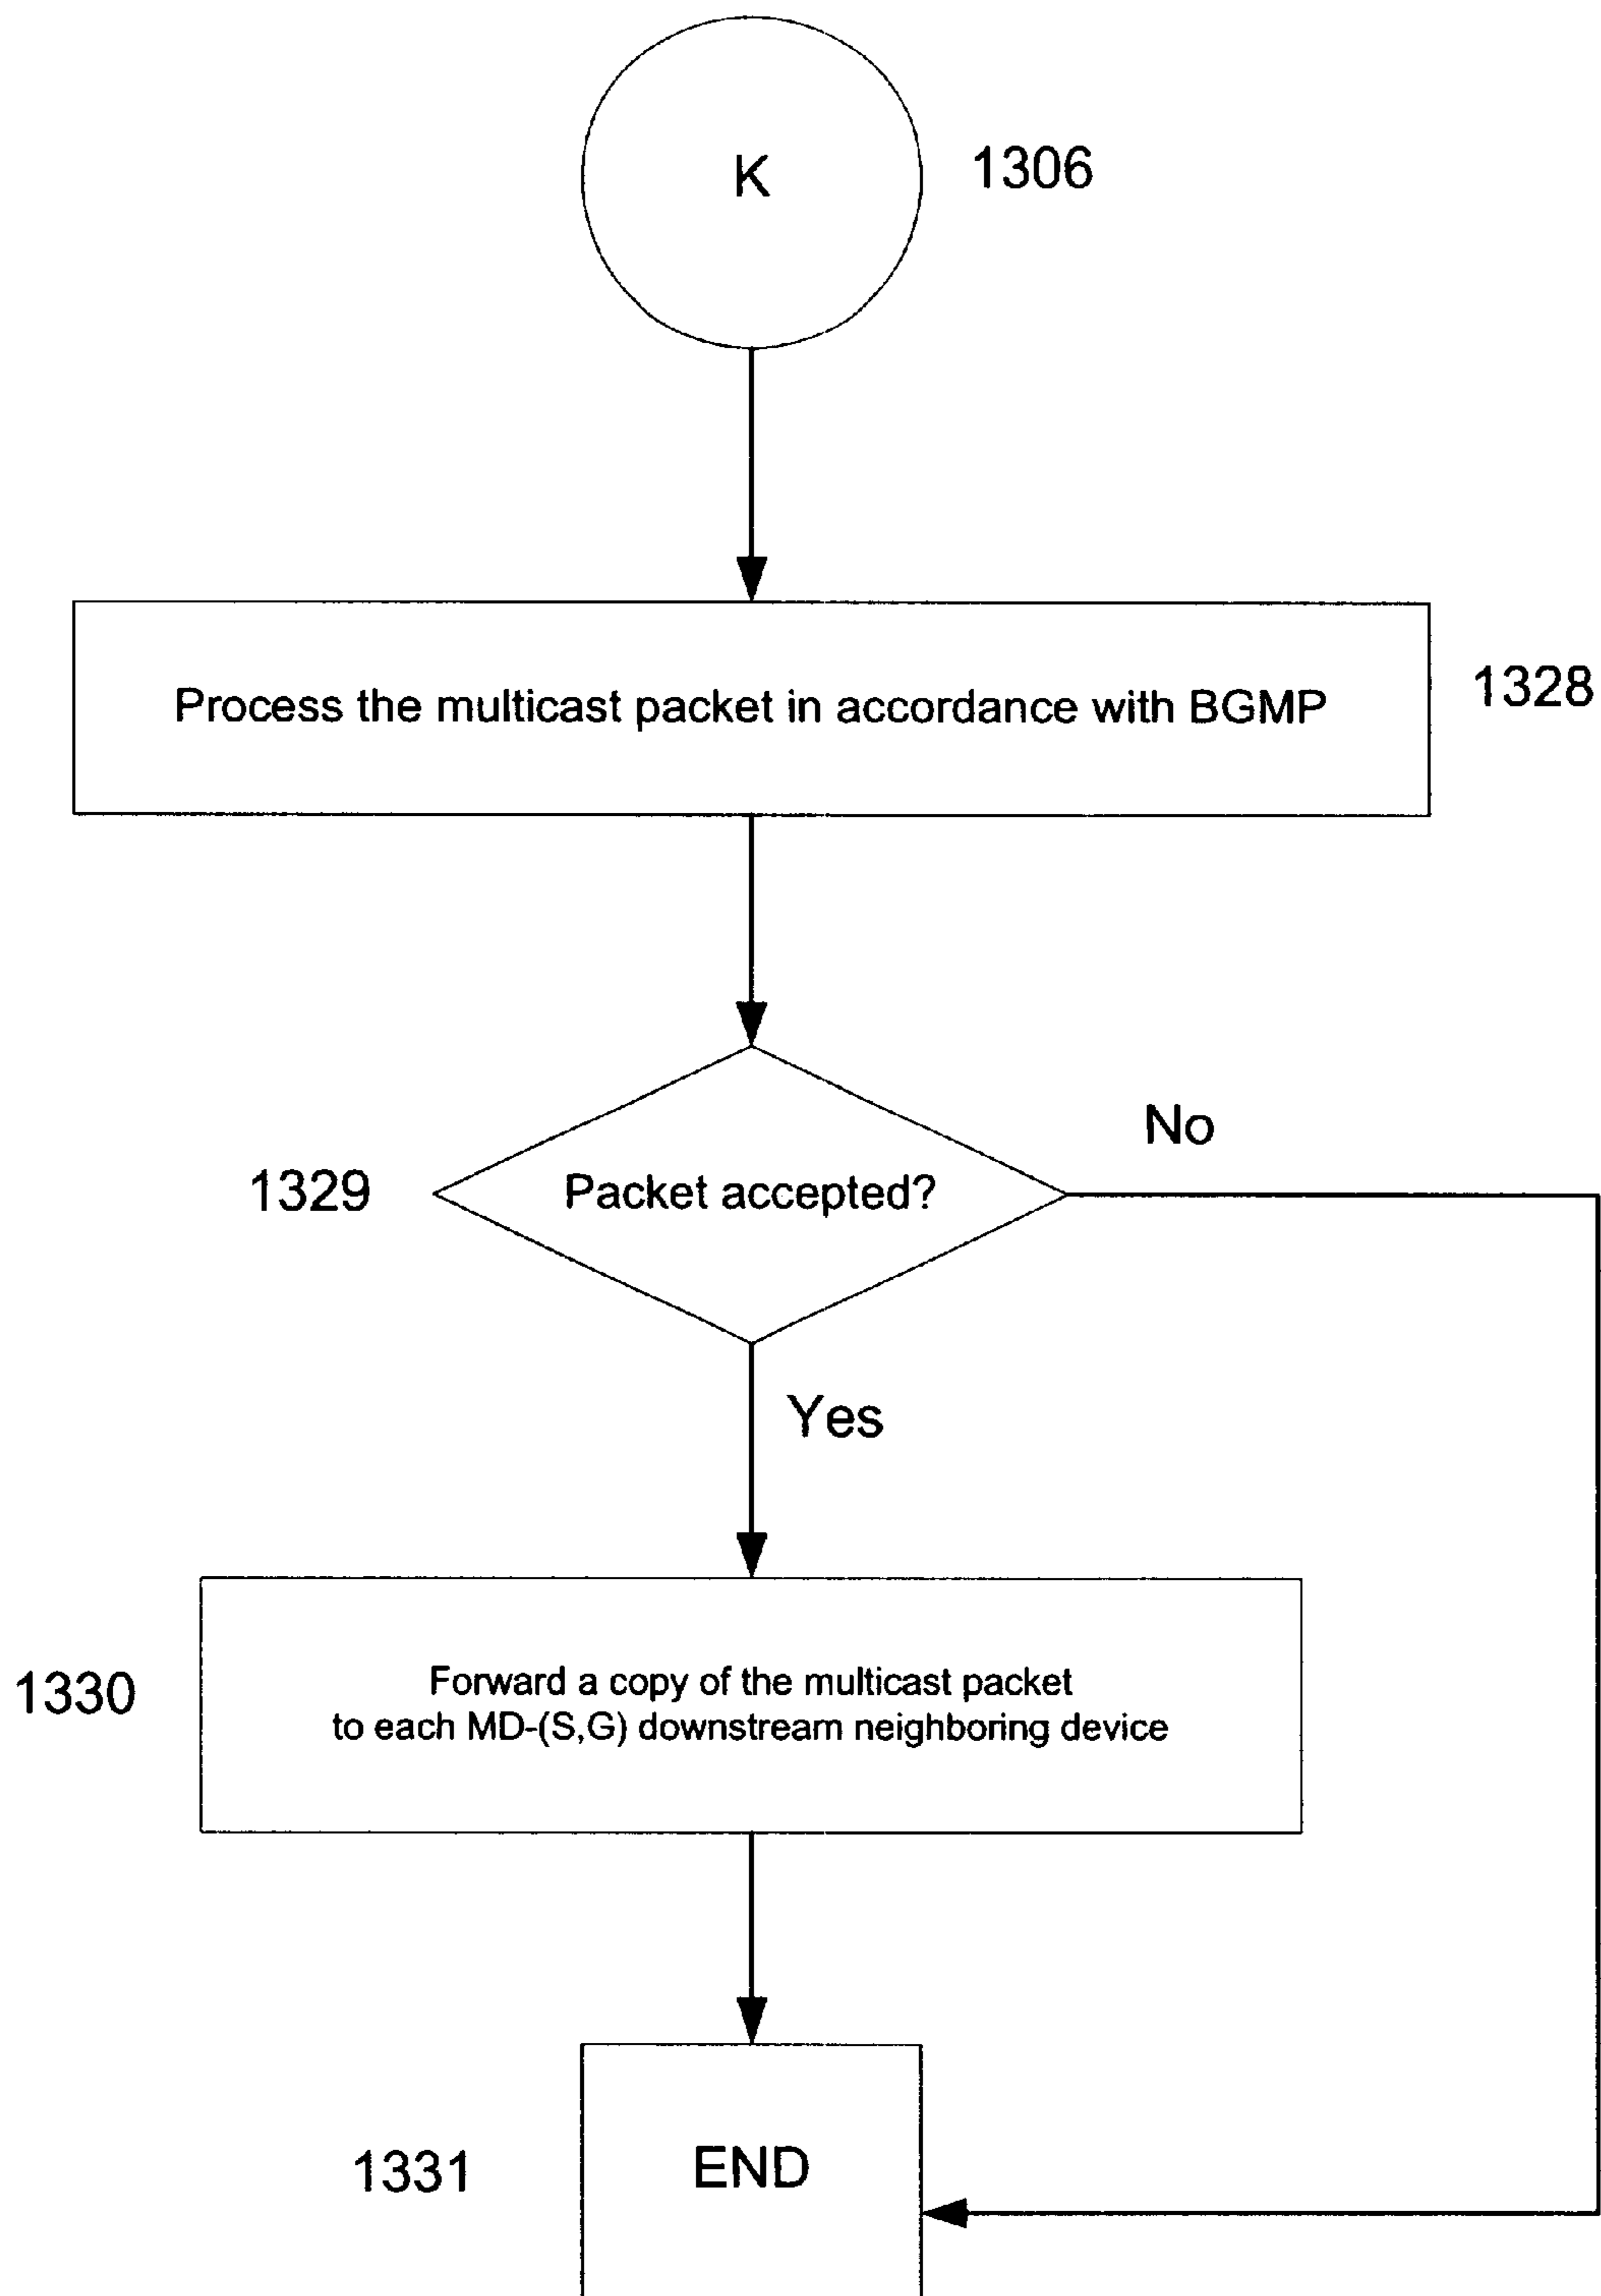 K
1306
Process the multicast packet in accordance with BGMP
1328
No
1329
Packet accepted?
Yes
Forward a copy of the multicast packet
1330
to each MD-(S,G) downstream neighboring device
1331
END